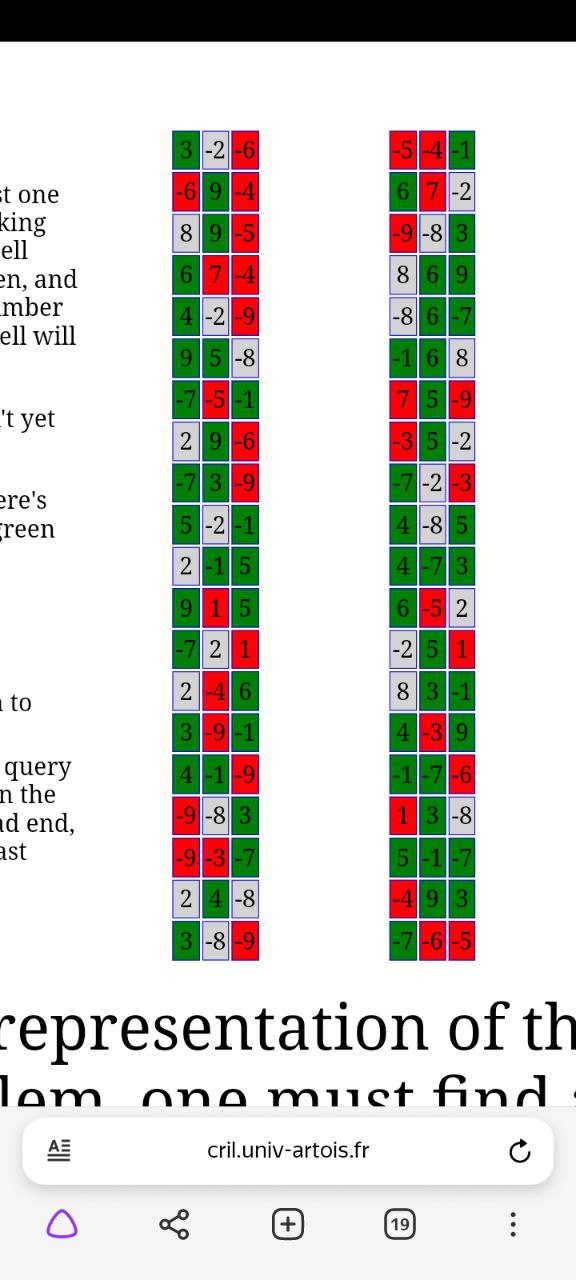 3 -2 -6 -5 -4 -1
-6 9 -4 6 7 -2
st one
king
8 9 -5 -9 -8 3
ell
en, and
6 7 -4 8 6 9
mber
4 -2 -9 -8 6 -7
ell will
9 5 -8 -1 6 8
-7 -5 -1 7 5 -9
't yet
2 9 -6 -3 5 -2
-7 3 -9 -7 -2 -3
ere's
5 -2 -1 4 -8 5
green
2 -1 5 4 -7 3
9 1 5 6 -5 2
-7 2 1 -2 5 1
2 -4 6 8 3 -1
n to
3 -9 -1 4 -3 9
query
4 -1 -9 -1 -7 -6
n the
-9 -8 3 1 3 -8
ad end,
-9 -3 -7 5 -1 -7
ast
2 4 -8 -4 9 3
3 -8 -9 -7 -6 -5
representation of th
lem, one must find a
cril.univ-artois.fr
19